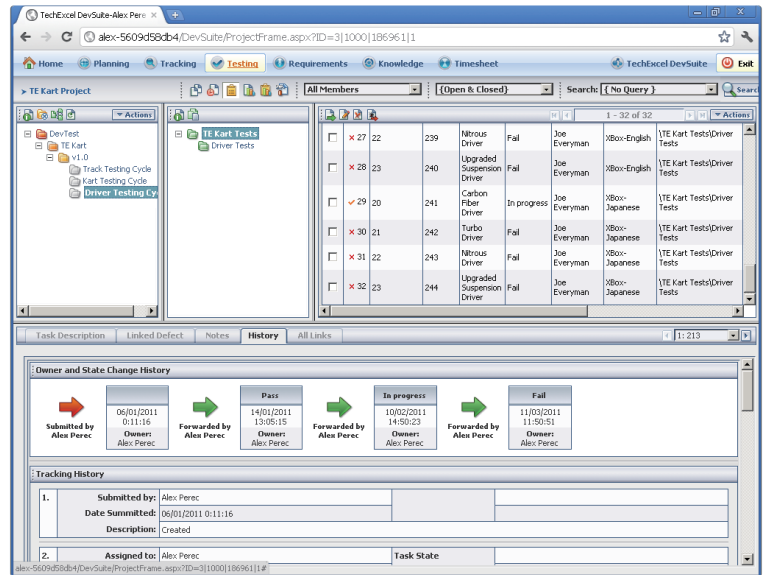 TechExcel DevSuite-Alex Pere
alex-5609d58db4/DevSuite/ProjectFrame.aspx?ID=3|1000|186961|1
Home Planning Tracking Testing Requirements Knowledge Timesheet TechExcel DevSuite Exit
> TE Kart Project All Members {(Open & Closed} Search: { No Query } Searc
Actions 1 - 32 of 32 Actions
DevTest
TE Kart
v1.0
Track Testing Cycle
Kart Testing Cycle
Driver Testing Cy
TE Kart Tests
Driver Tests
27 22 239 Nitrous Driver Fail Joe Everyman XBox-English \TE Kart Tests\Driver Tests
28 23 240 Upgraded Suspension Driver Fail Joe Everyman XBox-English \TE Kart Tests\Driver Tests
29 20 241 Carbon Fiber Driver In progress Joe Everyman XBox-Japanese \TE Kart Tests\Driver Tests
30 21 242 Turbo Driver Fail Joe Everyman XBox-Japanese \TE Kart Tests\Driver Tests
31 22 243 Nitrous Driver Fail Joe Everyman XBox-Japanese \TE Kart Tests\Driver Tests
32 23 244 Upgraded Suspension Driver Fail Joe Everyman XBox-Japanese \TE Kart Tests\Driver Tests
Task Description Linked Defect Notes History All Links 1: 213
Owner and State Change History
Submitted by Alex Perec
06/01/2011 0:11:16 Owner: Alex Perec
Forwarded by Alex Perec
Pass 14/01/2011 13:05:15 Owner: Alex Perec
Forwarded by Alex Perec
In progress 10/02/2011 14:50:23 Owner: Alex Perec
Forwarded by Alex Perec
Fail 11/03/2011 11:50:51 Owner: Alex Perec
Tracking History
1. Submitted by: Alex Perec
Date Summitted: 06/01/2011 0:11:16
Description: Created
2. Assigned to: Alex Perec Task State
alex-5609d58db4/DevSuite/ProjectFrame.aspx?ID=3|1000|186961|1#